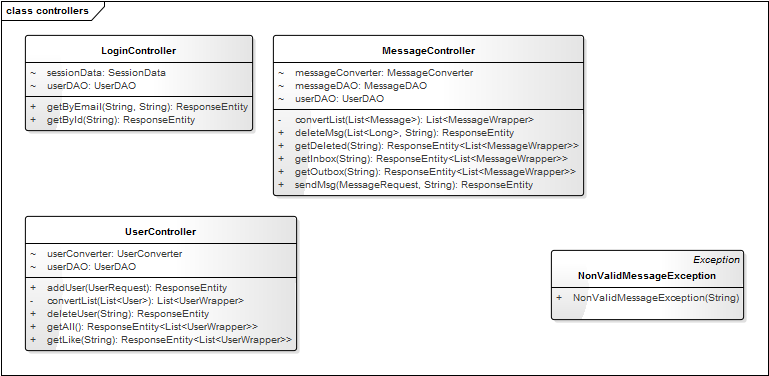 class controllers
LoginController
~ sessionData: SessionData
~ userDAO: UserDAO
+ getByEmail(String, String): ResponseEntity
+ getById(String): ResponseEntity
MessageController
~ messageConverter: MessageConverter
~ messageDAO: MessageDAO
~ userDAO: UserDAO
- convertList(List<Message>): List<MessageWrapper>
+ deleteMsg(List<Long>, String): ResponseEntity
+ getDeleted(String): ResponseEntity<List<MessageWrapper>>
+ getInbox(String): ResponseEntity<List<MessageWrapper>>
+ getOutbox(String): ResponseEntity<List<MessageWrapper>>
+ sendMsg(MessageRequest, String): ResponseEntity
UserController
~ userConverter: UserConverter
~ userDAO: UserDAO
+ addUser(UserRequest): ResponseEntity
- convertList(List<User>): List<UserWrapper>
+ deleteUser(String): ResponseEntity
+ getAll(): ResponseEntity<List<UserWrapper>>
+ getLike(String): ResponseEntity<List<UserWrapper>>
Exception
NonValidMessageException
+ NonValidMessageException(String)